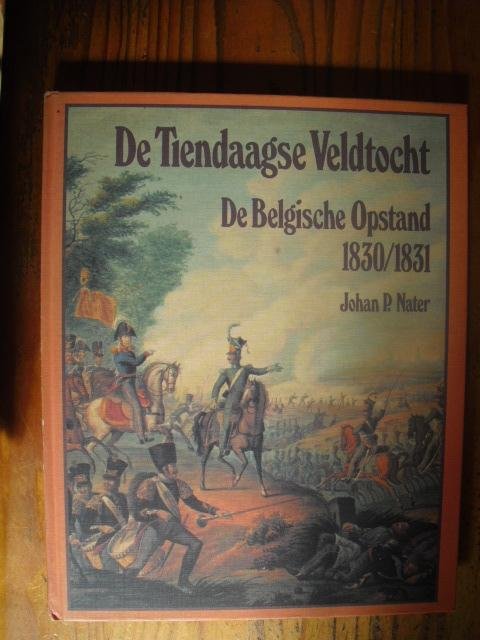 De Tiendaagse Veldtocht
De Belgische Opstand
1830/1831
Johan P. Nater